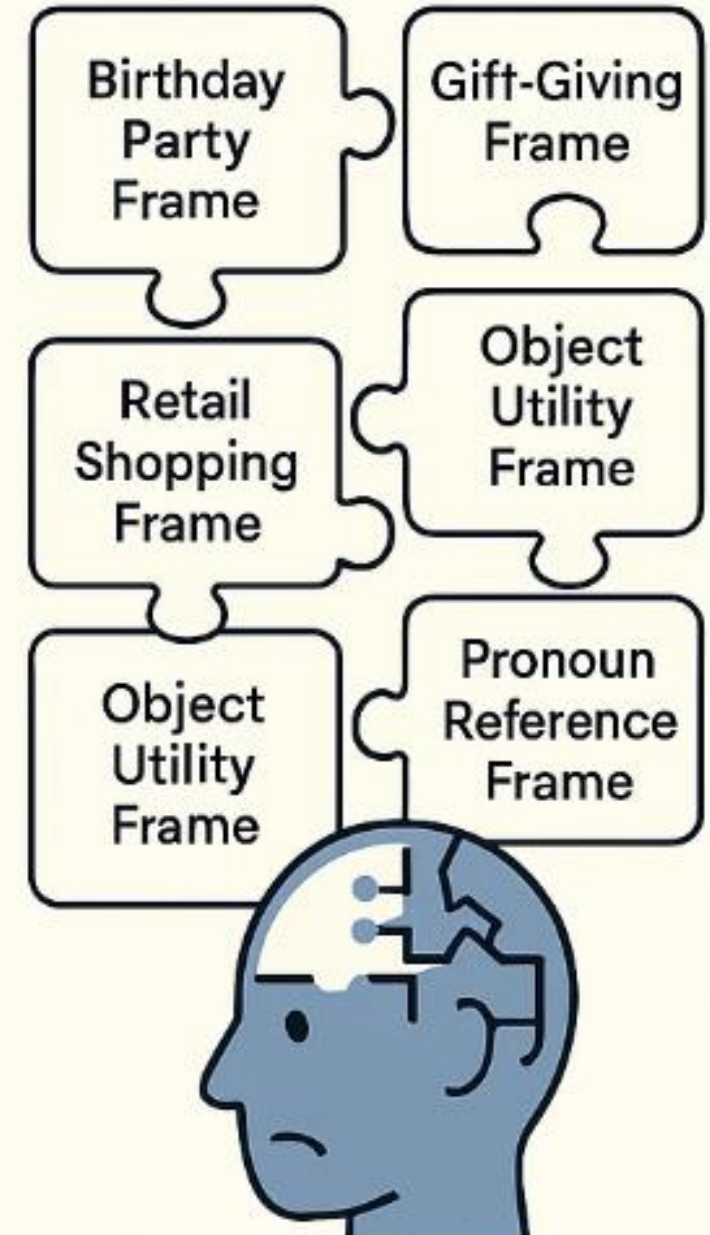 Birthday
Party
Frame
Gift-Giving
Frame
Retail
Shopping
Frame
Object
Utility
Frame
Object
Utility
Frame
Pronoun
Reference
Frame